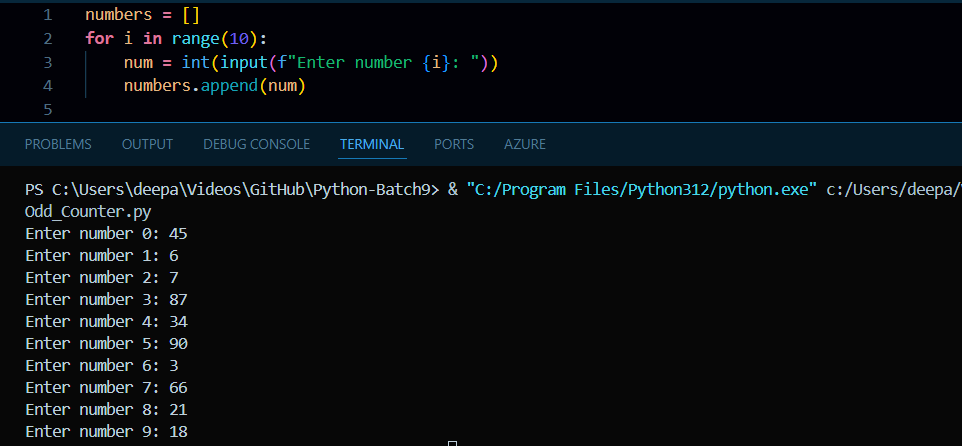 1 numbers = []
2 for i in range(10):
3 num = int(input(f"Enter number {i}: "))
4 numbers.append(num)
5
PROBLEMS OUTPUT DEBUG CONSOLE TERMINAL PORTS AZURE
PS C:\Users\deepa\Videos\GitHub\Python-Batch9> & "C:/Program Files/Python312/python.exe" c:/Users/deepa/
Odd_Counter.py
Enter number 0: 45
Enter number 1: 6
Enter number 2: 7
Enter number 3: 87
Enter number 4: 34
Enter number 5: 90
Enter number 6: 3
Enter number 7: 66
Enter number 8: 21
Enter number 9: 18